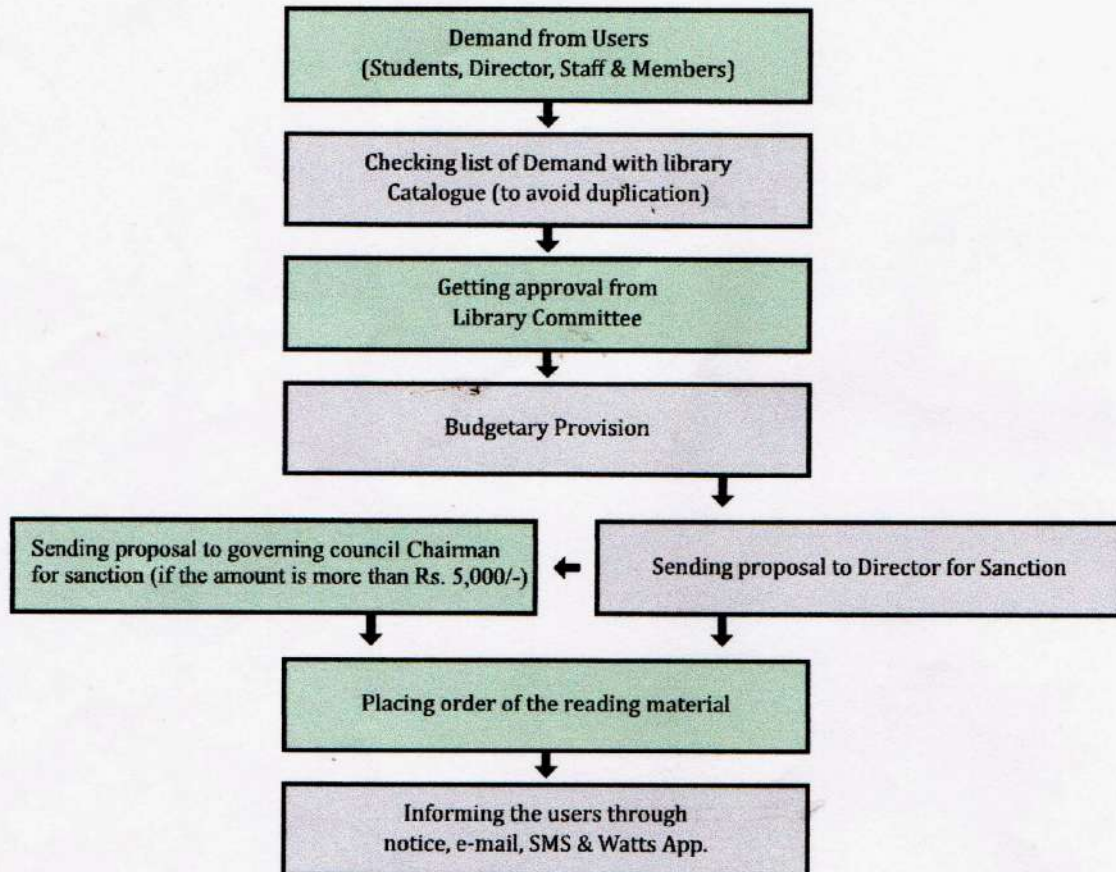 Demand from Users
(Students, Director, Staff & Members)
Checking list of Demand with library
Catalogue (to avoid duplication)
Getting approval from
Library Committee
Budgetary Provision
Sending proposal to governing council Chairman
for sanction (if the amount is more than Rs. 5,000/-)
Sending proposal to Director for Sanction
Placing order of the reading material
Informing the users through
notice, e-mail, SMS & Watts App.